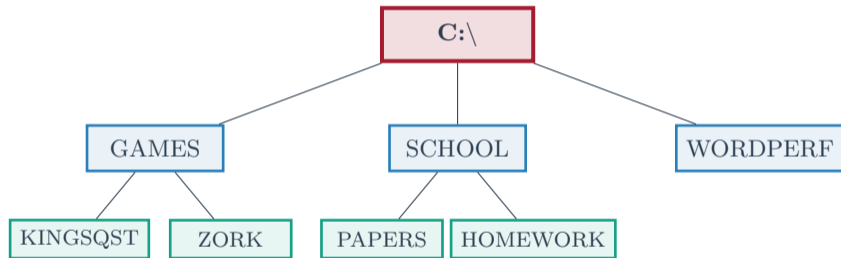 C:\
GAMES
SCHOOL
WORDPERF
KINGSQST
ZORK
PAPERS
HOMEWORK